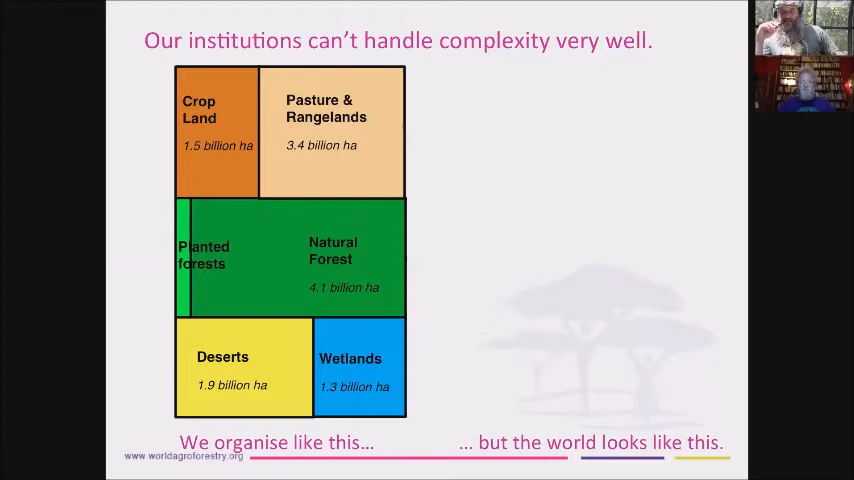 Our institutions can't handle complexity very well.
Crop
Land
1.5 billion ha
Pasture &
Rangelands
3.4 billion ha
Planted
forests
Natural
Forest
4.1 billion ha
Deserts
1.9 billion ha
Wetlands
1.3 billion ha
We organise like this...
... but the world looks like this.
www.worldagroforestry.org